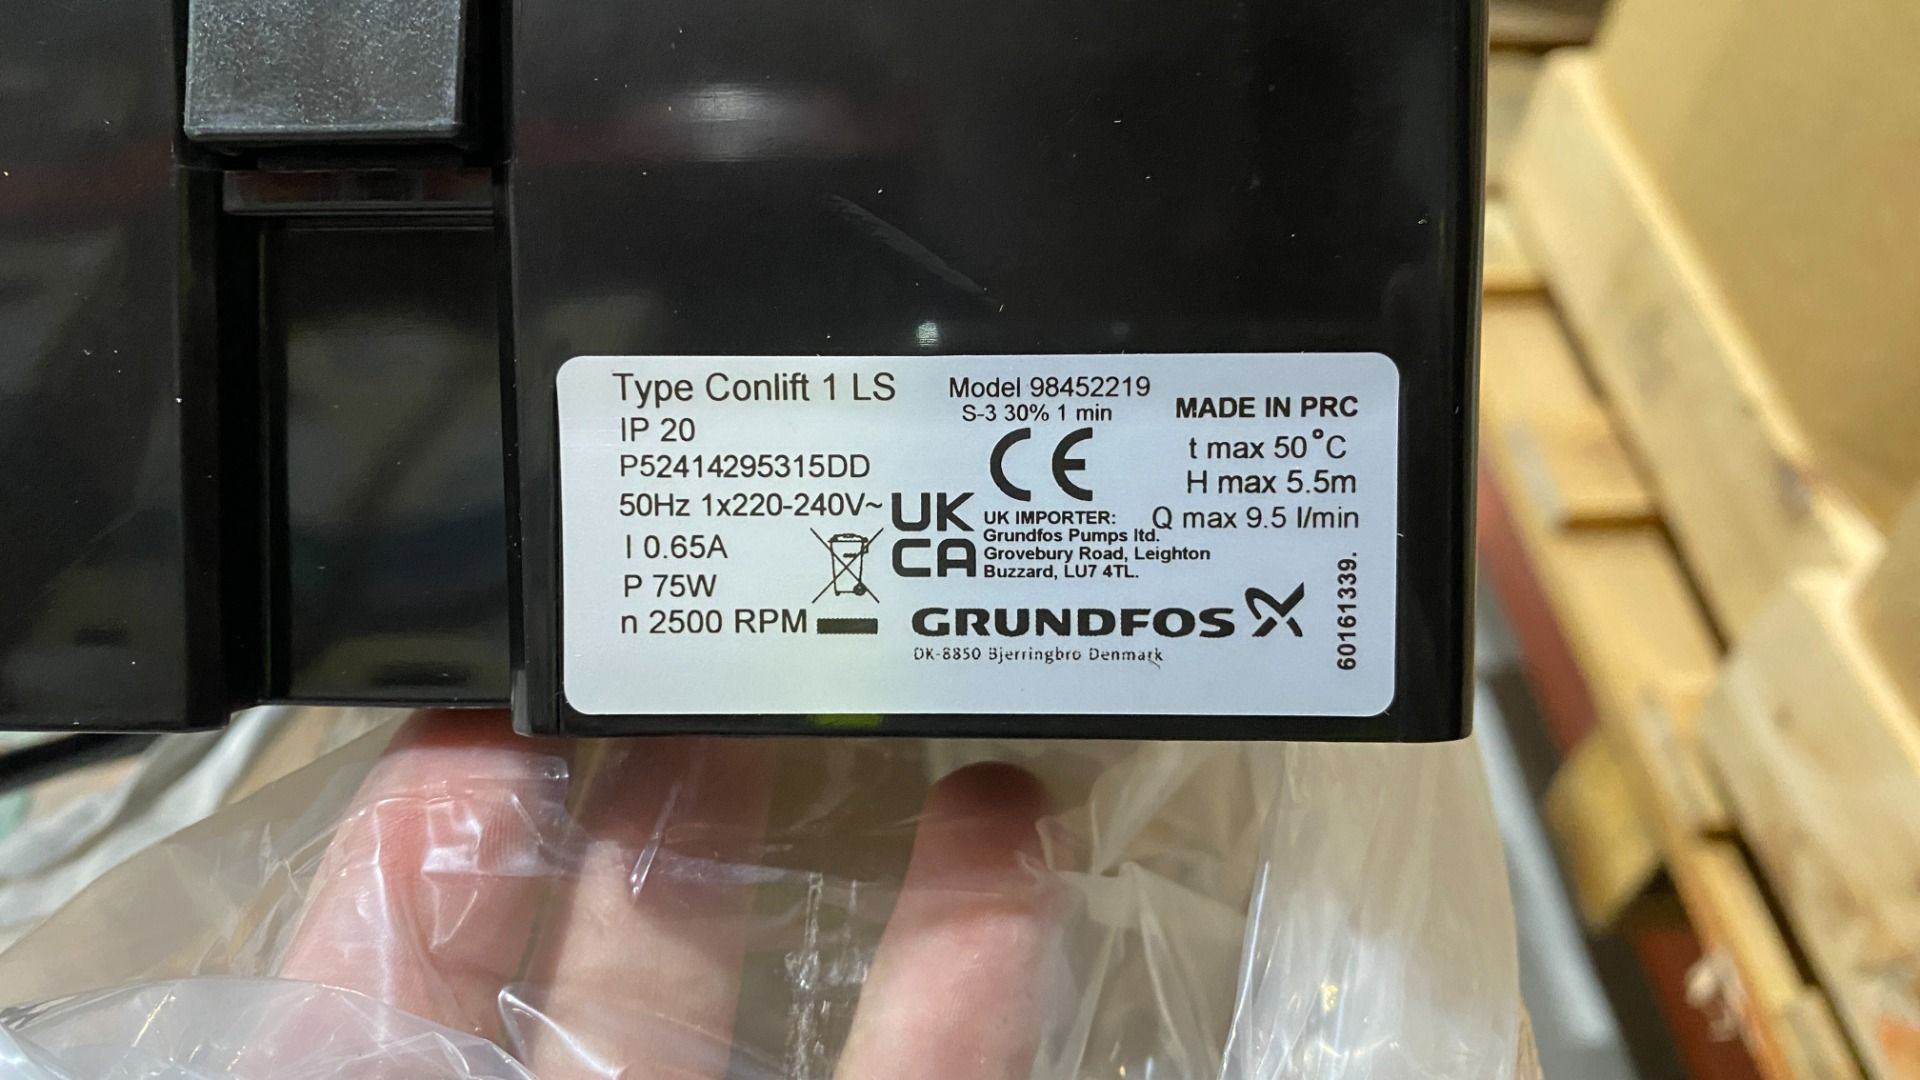 Type Conlift 1 LS
IP 20
P52414295315DD
50Hz 1x220-240V~
I 0.65A
P 75W
n 2500 RPM
Model 98452219
S-3 30% 1 min
CE
UK
CA
UK IMPORTER:
Grundfos Pumps ltd.
Grovebury Road, Leighton
Buzzard, LU7 4TL.
MADE IN PRC
t max 50°C
H max 5.5m
Q max 9.5 l/min
GRUNDFOS
DK-8850 Bjerringbro Denmark
60161339.